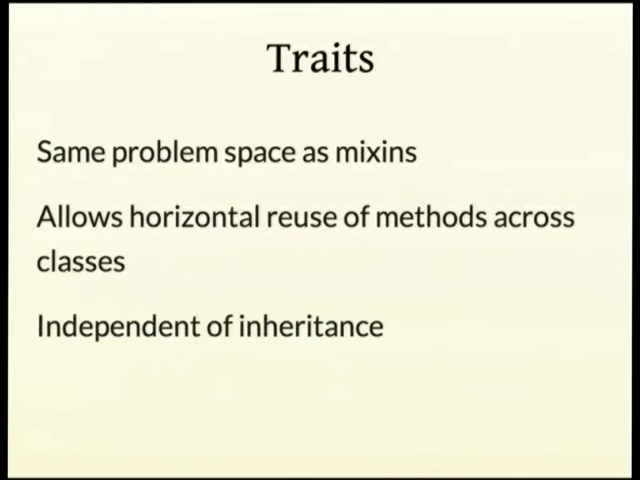 Traits
Same problem space as mixins
Allows horizontal reuse of methods across
classes
Independent of inheritance